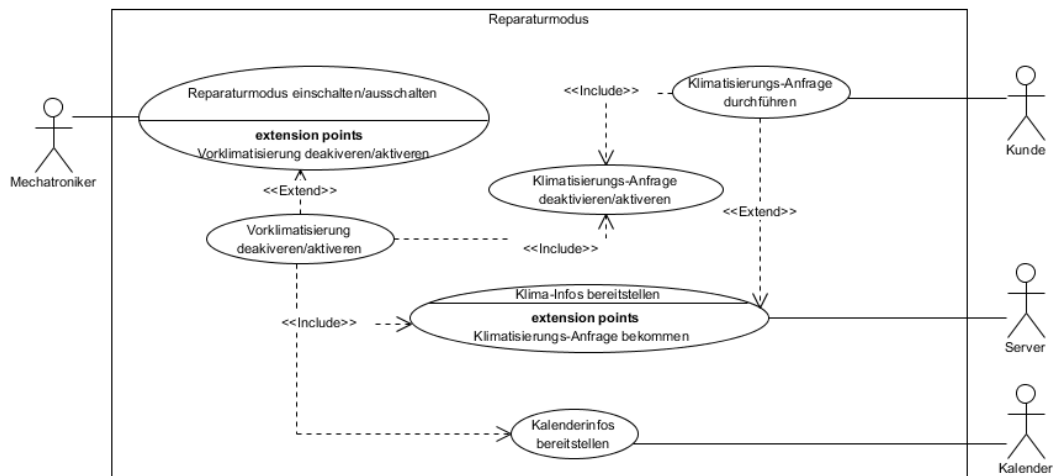 Reparaturmodus
Reparaturmodus einschalten/ausschalten
extension points
Vorklimatisierung deakiveren/aktiveren
Mechatroniker
<<Extend>>
Vorklimatisierung
deakiveren/aktiveren
<<Include>>
Klimatisierungs-Anfrage
durchführen
Kunde
Klimatisierungs-Anfrage
deaktivieren/aktiveren
<<Extend>>
<<Include>>
Klima-Infos bereitstellen
extension points
Klimatisierungs-Anfrage bekommen
<<Include>>
Server
Kalenderinfos
bereitstellen
Kalender